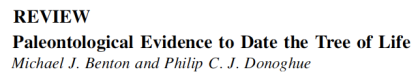 REVIEW
Paleontological Evidence to Date the Tree of Life
Michael J. Benton and Philip C. J. Donoghue